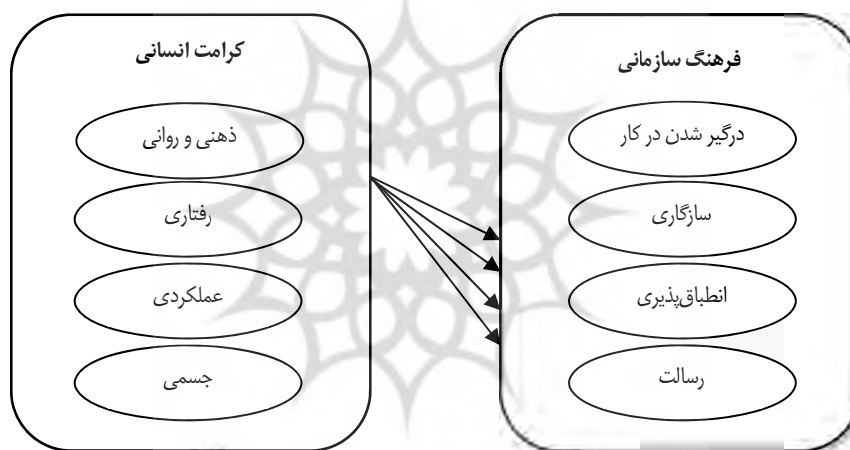 کرامت انسانی
ذهنی و روانی
رفتاری
عملکردی
جسمی
فرهنگ سازمانی
درگیر شدن در کار
سازگاری
انطباق‌پذیری
رسالت